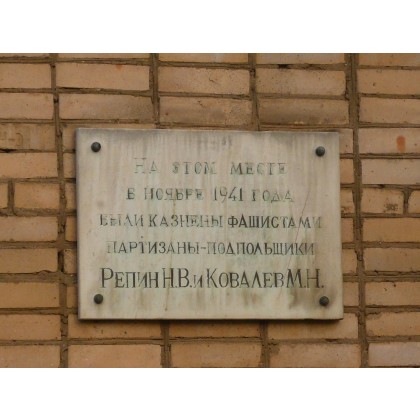 На этом месте
в ноябре 1941 года
были казнены фашистами
партизаны-подпольщики
Репин Н.В. и Ковалев М.Н.